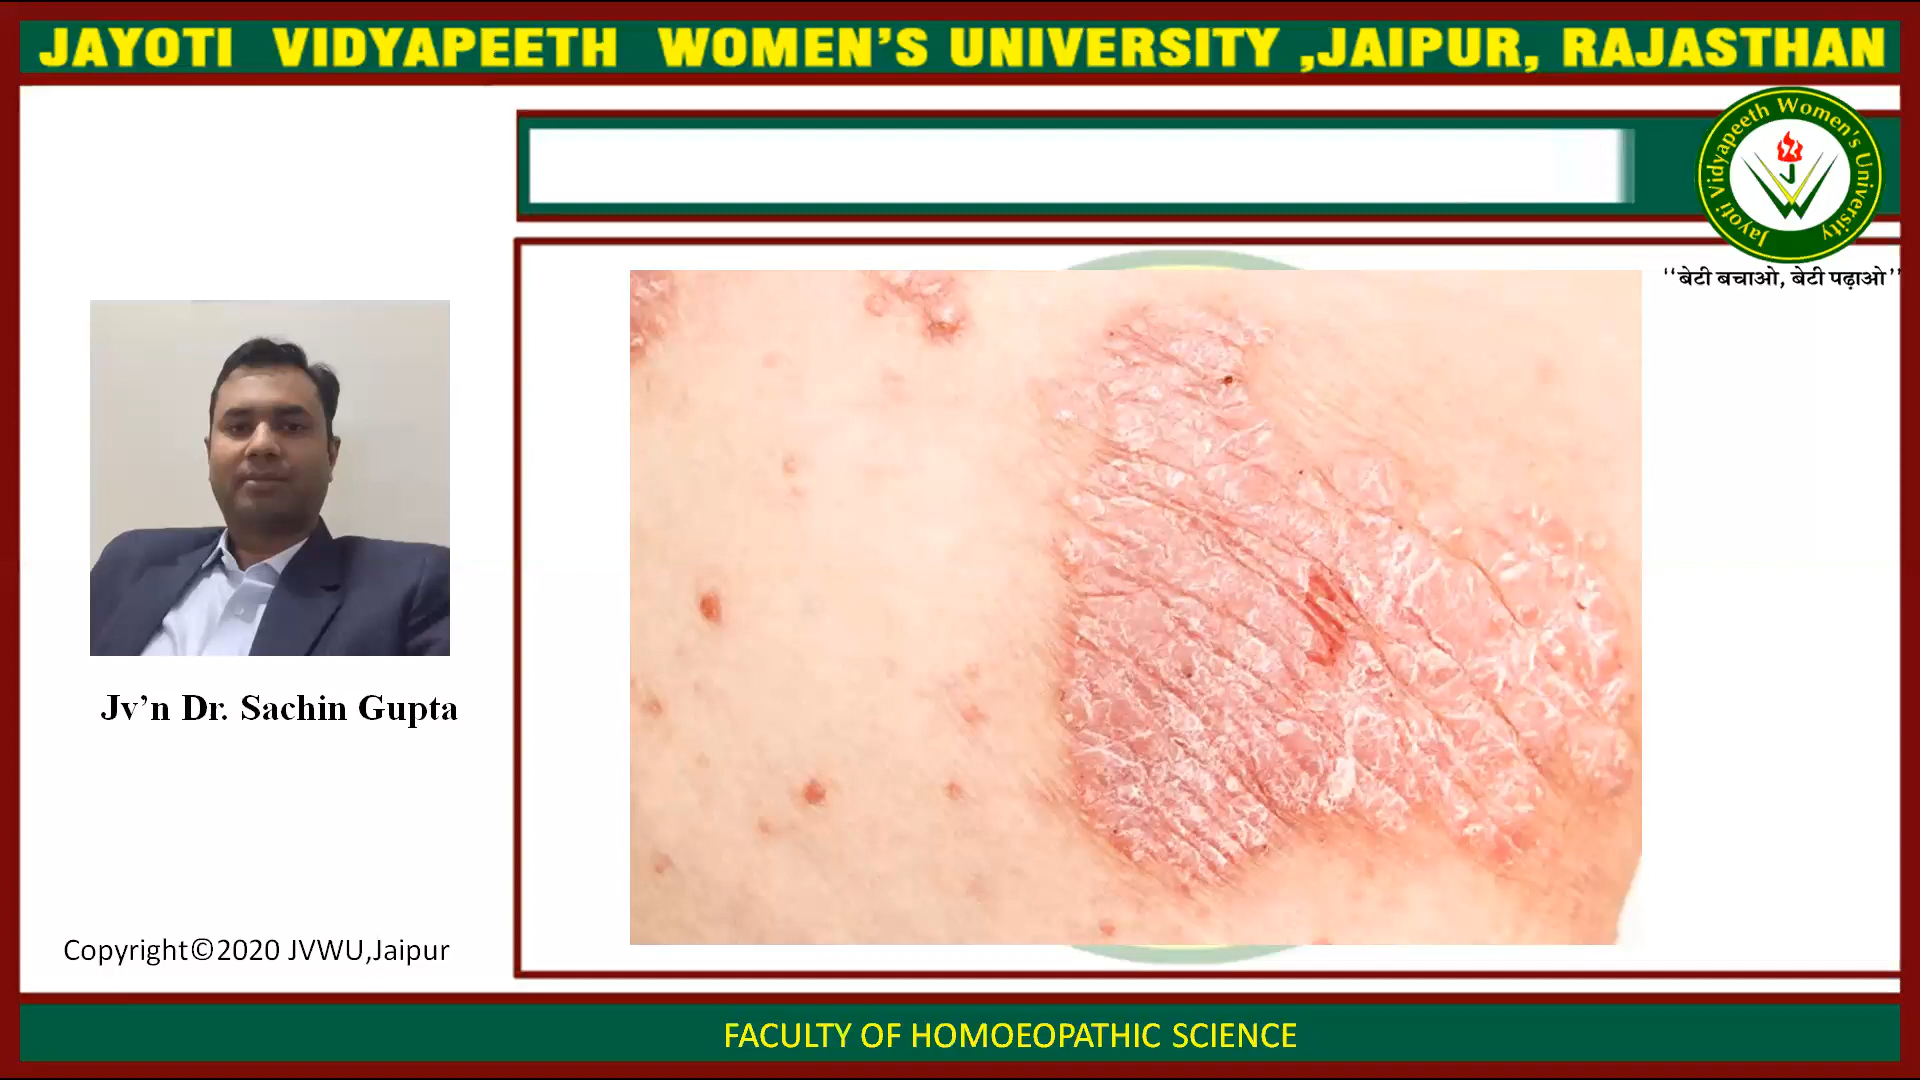 JAYOTI VIDYAPEETH WOMEN’S UNIVERSITY ,JAIPUR, RAJASTHAN
Jayoti Vidyapeeth Women's University
J
‘‘बेटी बचाओ, बेटी पढ़ाओ’’
Jv’n Dr. Sachin Gupta
Copyright©2020 JVWU,Jaipur
FACULTY OF HOMOEOPATHIC SCIENCE